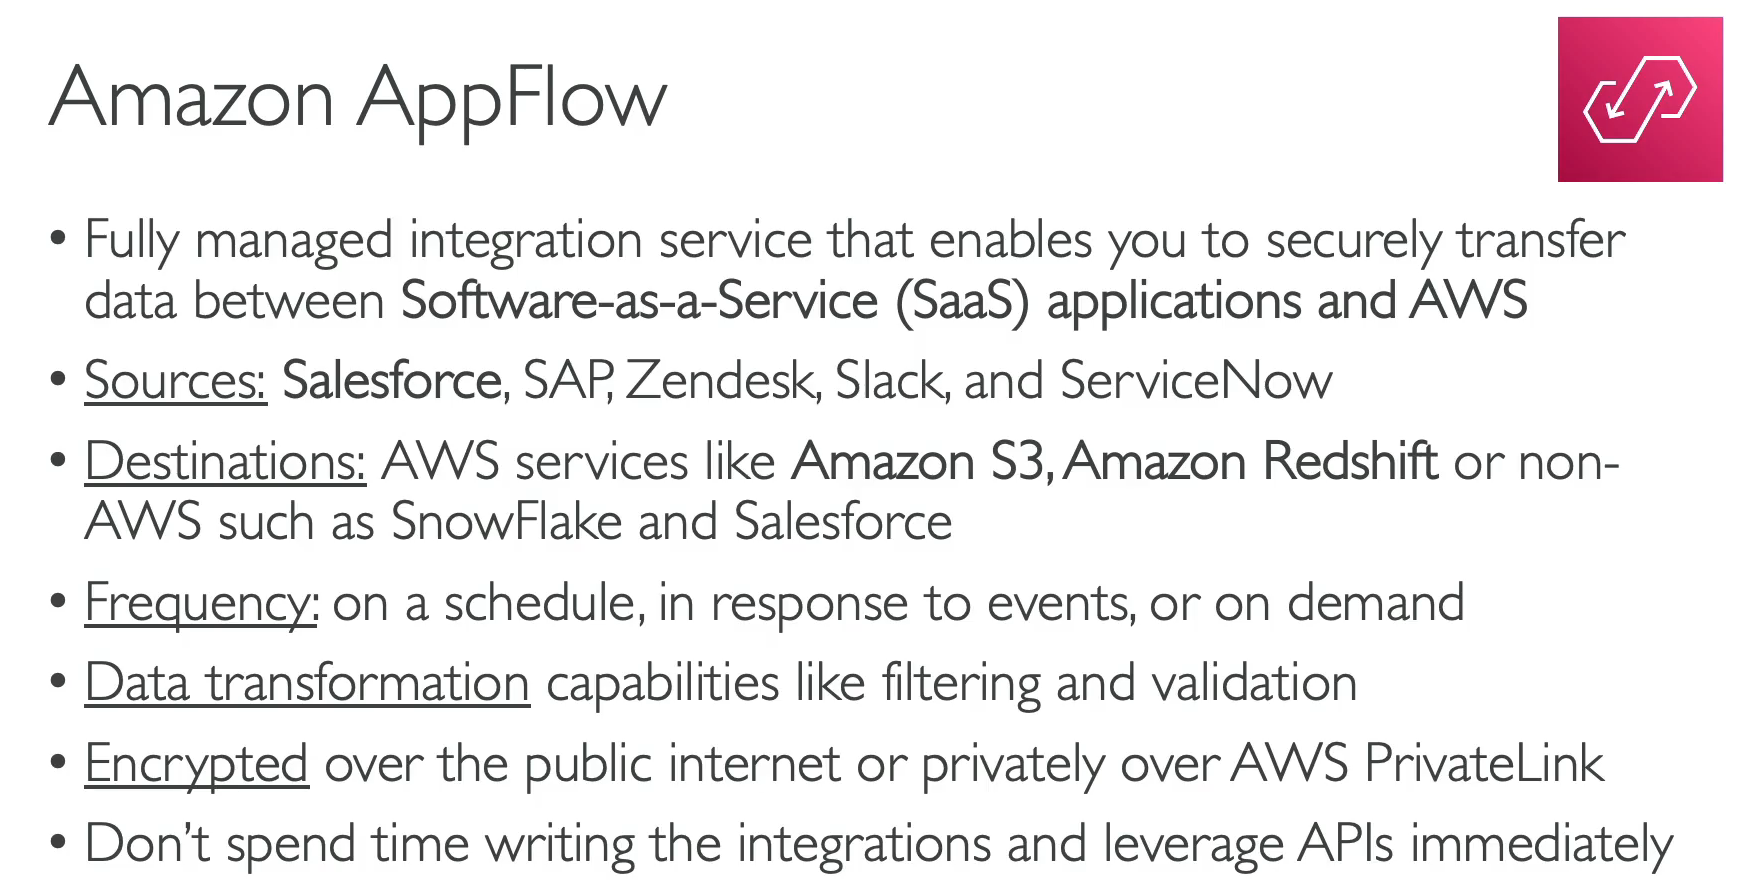 Amazon AppFlow
• Fully managed integration service that enables you to securely transfer
data between Software-as-a-Service (SaaS) applications and AWS
• Sources: Salesforce, SAP, Zendesk, Slack, and ServiceNow
• Destinations: AWS services like Amazon S3, Amazon Redshift or non-
AWS such as SnowFlake and Salesforce
• Frequency: on a schedule, in response to events, or on demand
• Data transformation capabilities like filtering and validation
• Encrypted over the public internet or privately over AWS PrivateLink
• Don’t spend time writing the integrations and leverage APIs immediately